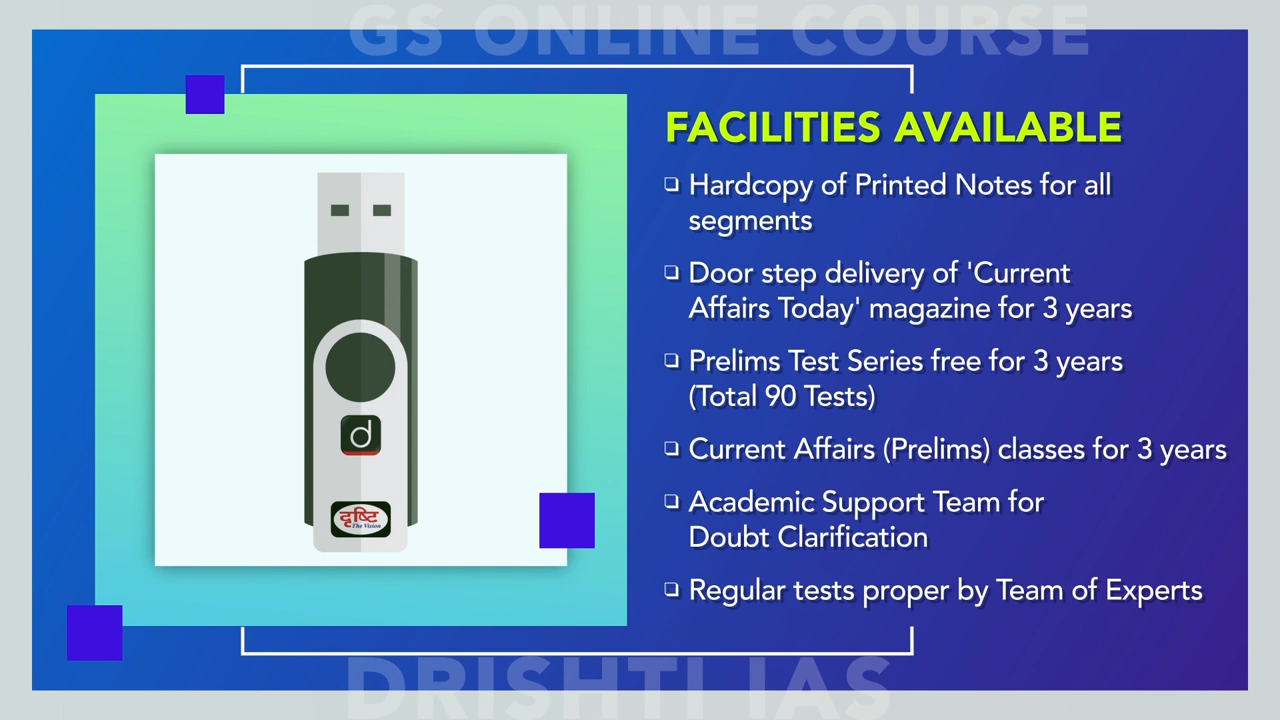 GS ONLINE COURSE
FACILITIES AVAILABLE
❑ Hardcopy of Printed Notes for all
segments
❑ Door step delivery of 'Current
Affairs Today' magazine for 3 years
❑ Prelims Test Series free for 3 years
(Total 90 Tests)
❑ Current Affairs (Prelims) classes for 3 years
❑ Academic Support Team for
Doubt Clarification
❑ Regular tests proper by Team of Experts
d
दृष्टि
The Vision
DRISHTI IAS